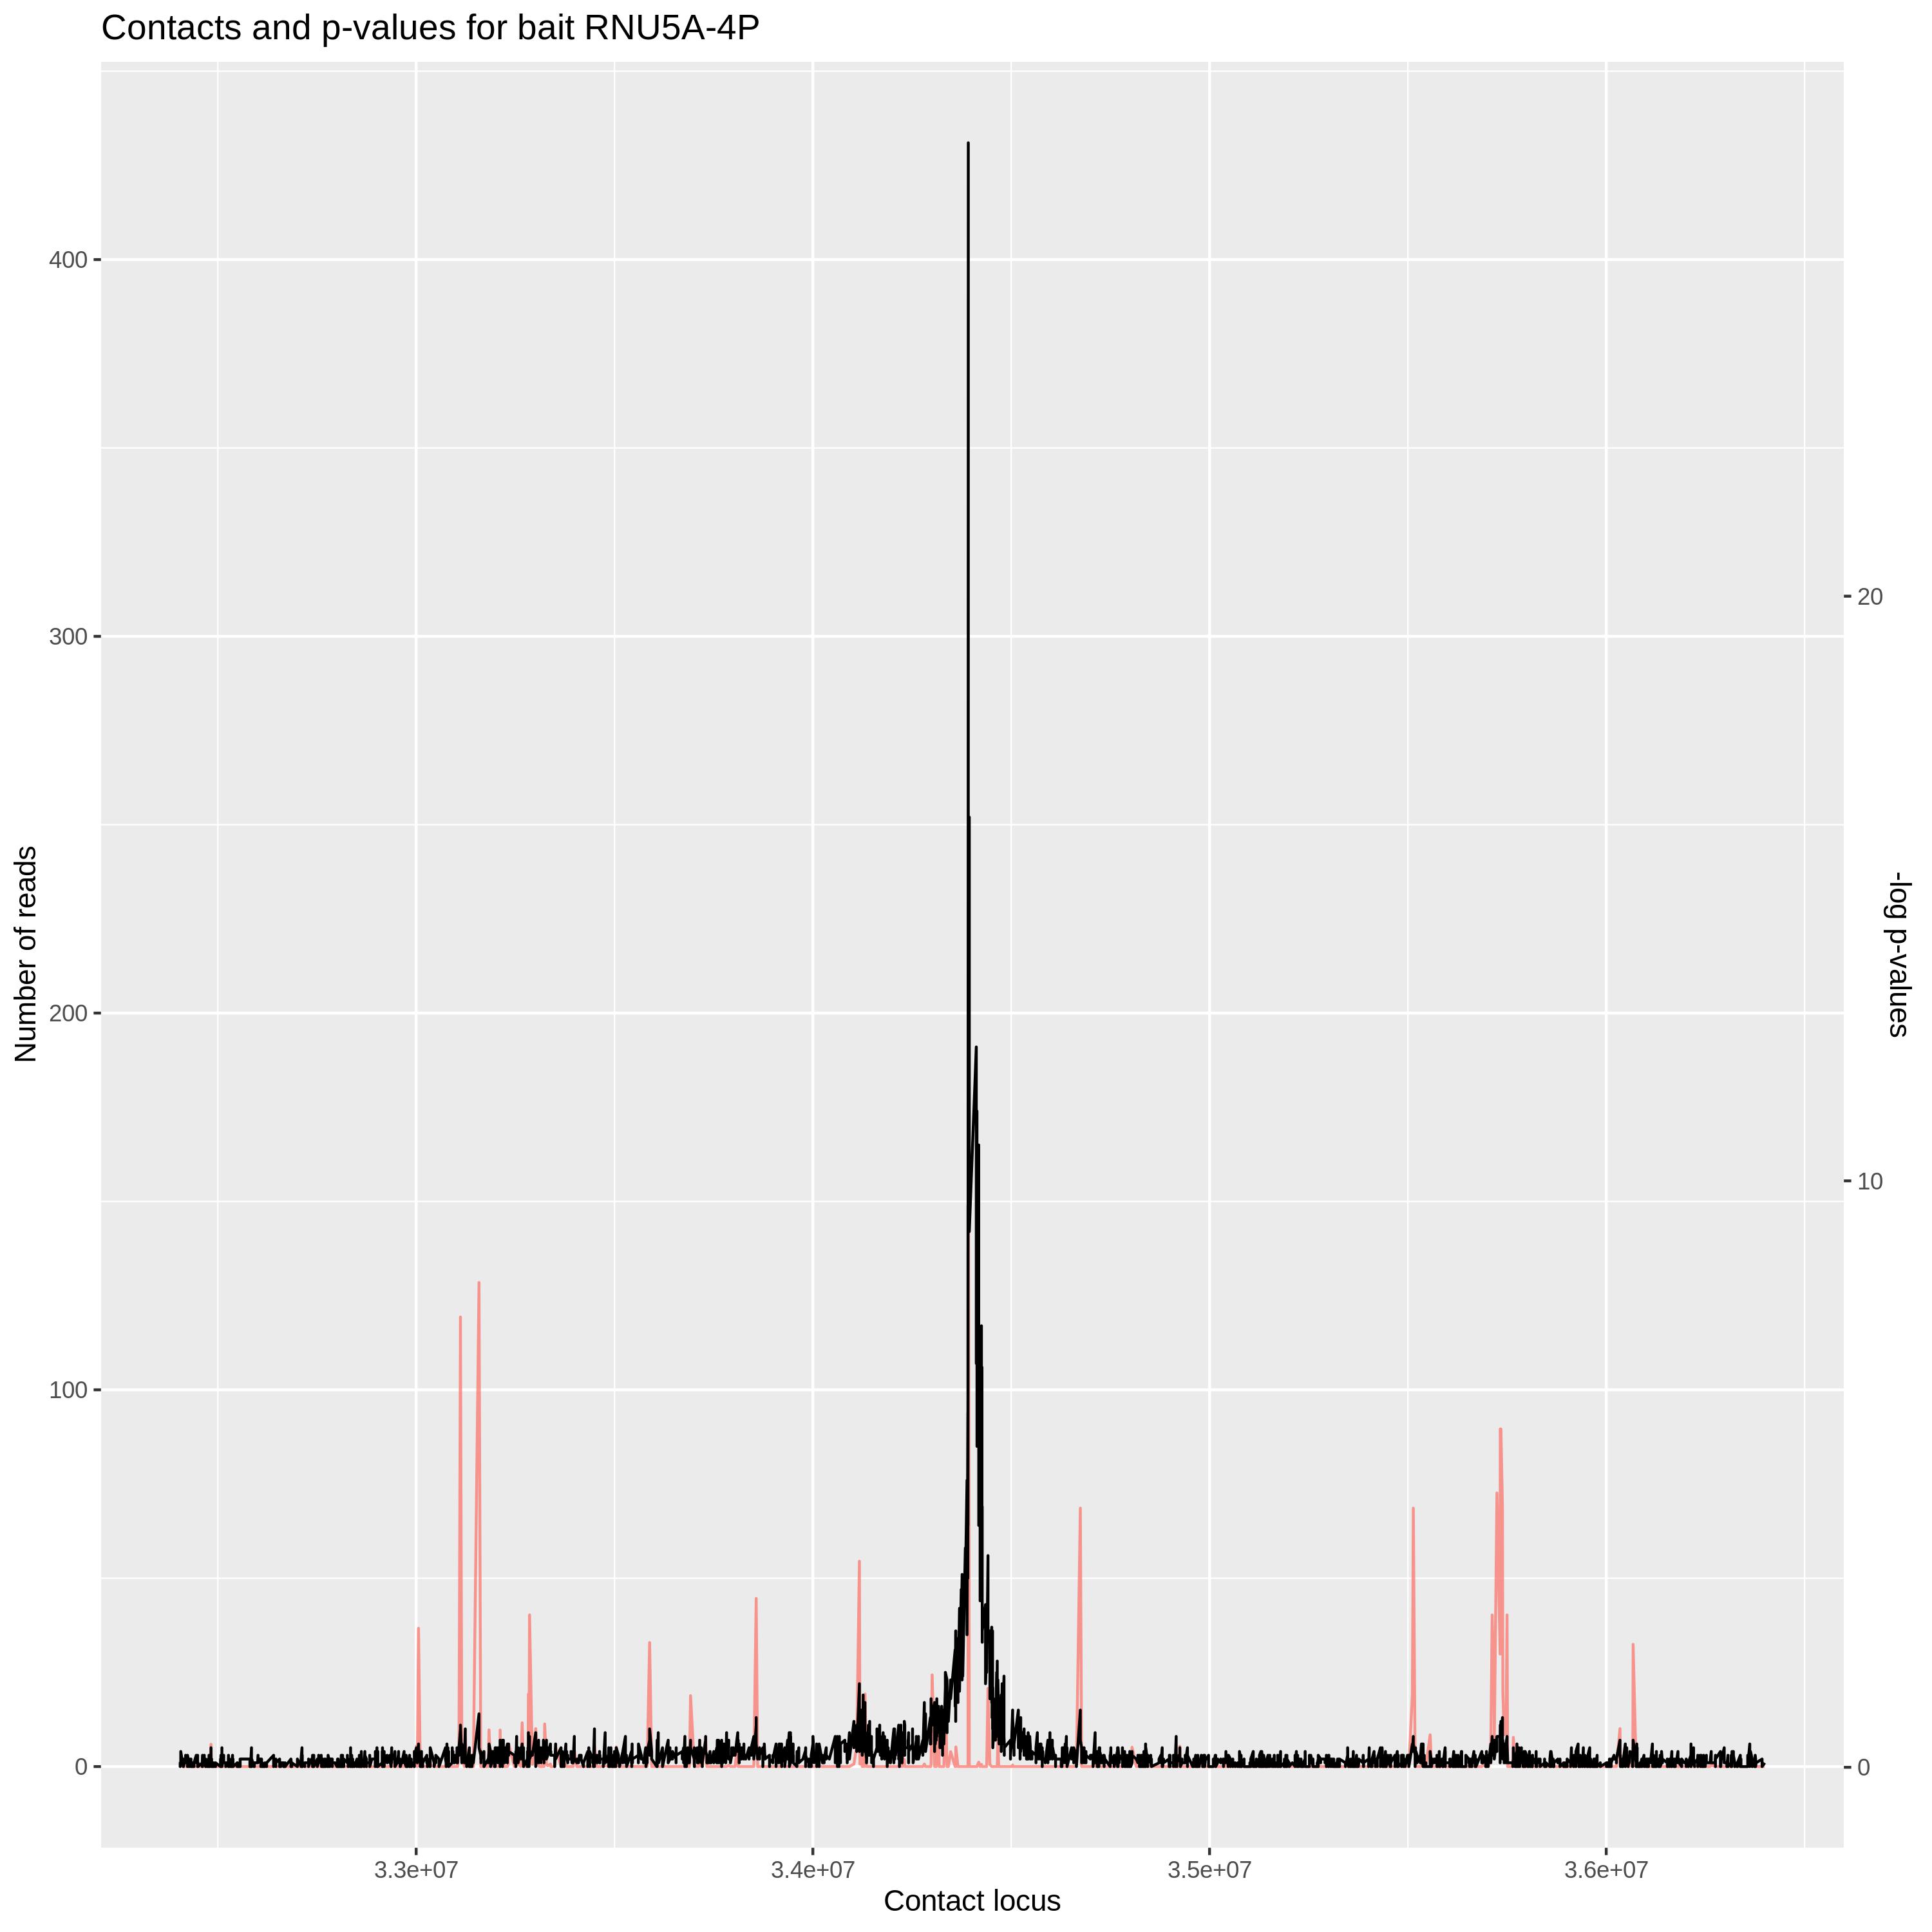 Contacts and p-values for bait RNU5A-4P
Number of reads
400
300
200
100
0
20
10
0
-log p-values
3.3e+07
3.4e+07
3.5e+07
3.6e+07
Contact locus